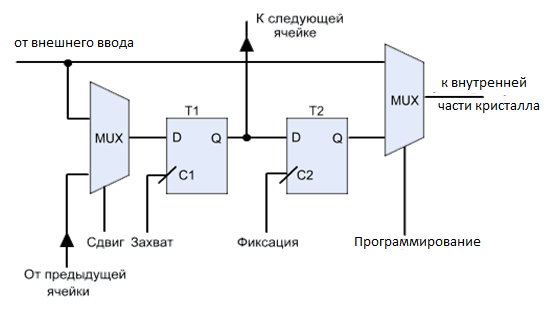 К следующей
ячейке
от внешнего ввода
к внутренней
части кристалла
MUX
T1
T2
MUX
D
Q
D
Q
C1
C2
Сдвиг
Захват
Фиксация
Программирование
От предыдущей
ячейки